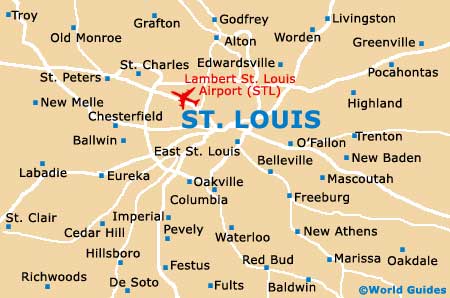 Troy
Grafton
Godfrey
Livingston
Old Monroe
Alton
Worden
Greenville
Edwardsville
St. Charles
St. Peters
Lambert St. Louis
Airport (STL)
Pocahontas
New Melle
Highland
Chesterfield
ST. LOUIS
Ballwin
East St. Louis
O'Fallon
Trenton
New Baden
Belleville
Labadie
Eureka
Oakville
Mascoutah
Columbia
Freeburg
St. Clair
Imperial
Cedar Hill
Pevely
Waterloo
New Athens
Hillsboro
Oakdale
Festus
Red Bud
Marissa
Richwoods
De Soto
Fults
Baldwin
©World Guides